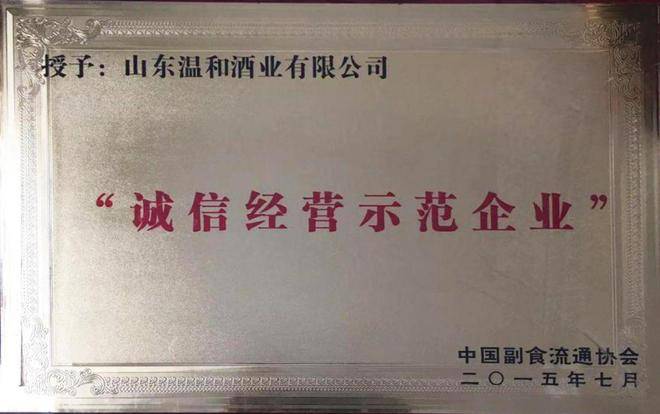 授予：山东温和酒业有限公司
“诚信经营示范企业”
中国副食流通协会
二〇一五年七月